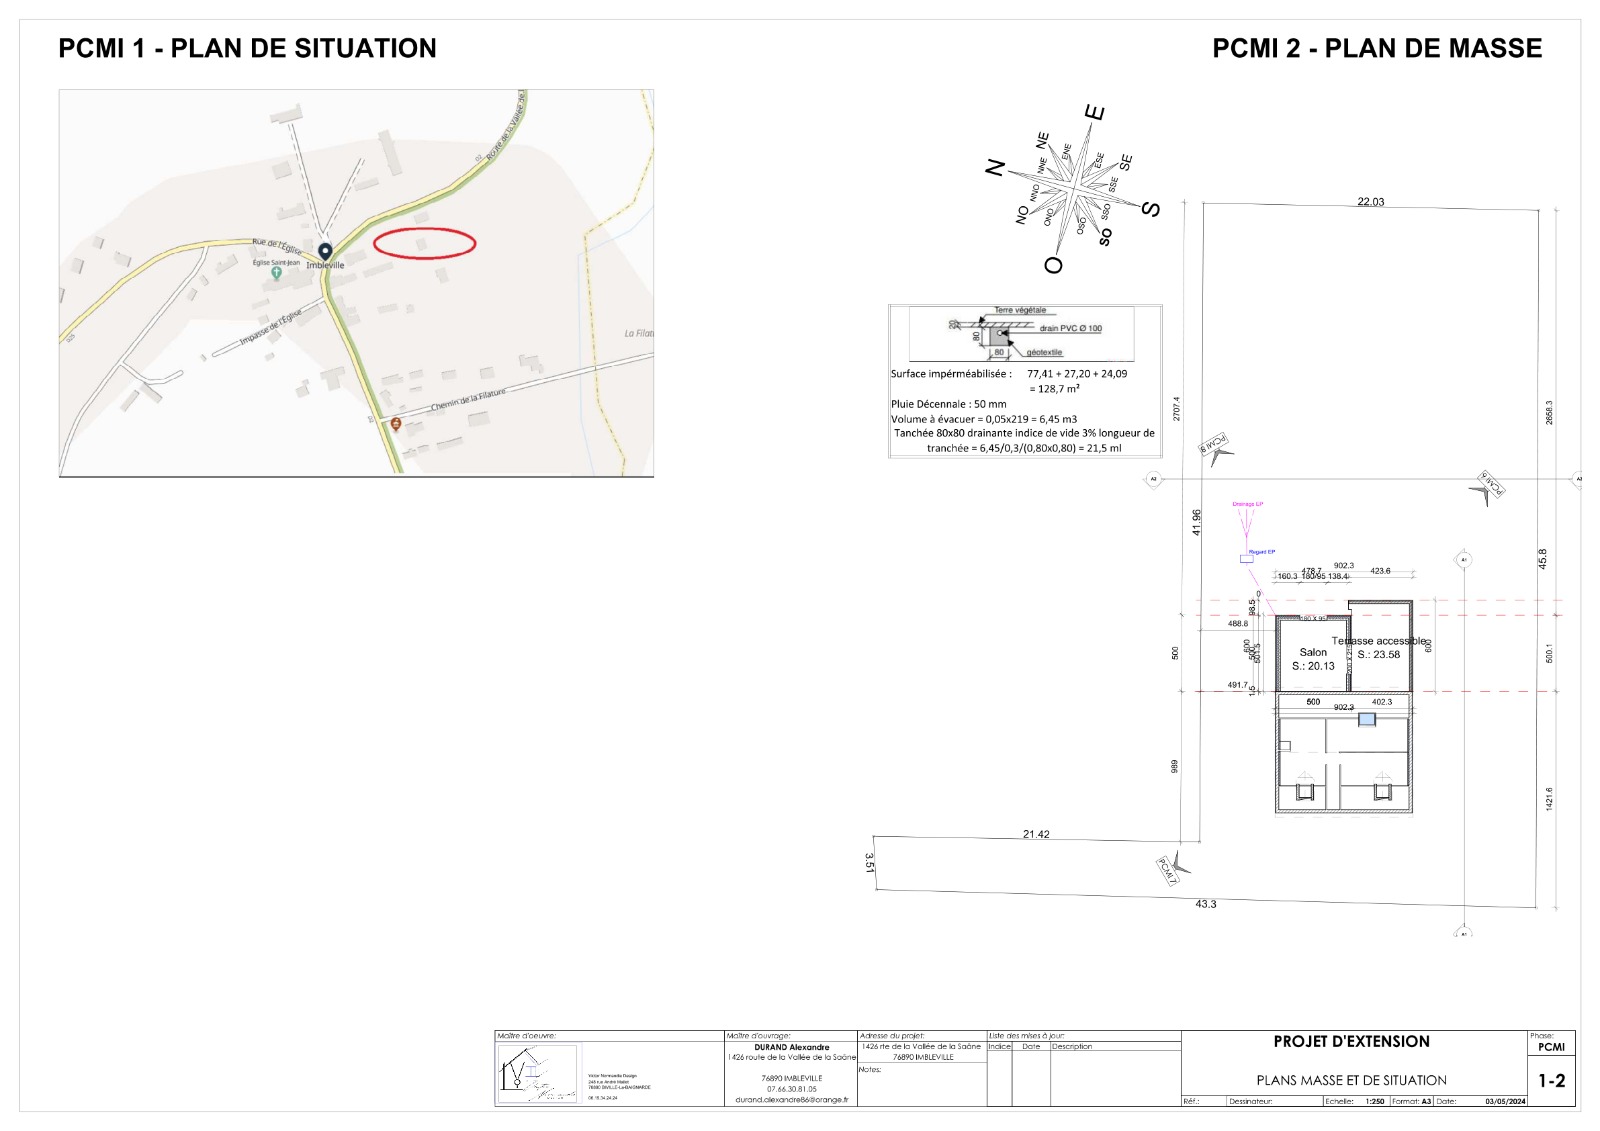 PCMI 1 - PLAN DE SITUATION
PCMI 2 - PLAN DE MASSE
Route de la Vallée de
D2
Rue de l'Église
Église Saint-Jean
Imbleville
Impasse de l'Église
D25
La Filat
Chemin de la Filature
D2
E
NE
ENE
ESE
SE
N
NNE
SSE
NNO
S
NO
ONO
OSO
SSO
SO
O
22.03
Terre végétale
20
drain PVC Ø 100
80
80
géotextile
Surface impérméabilisée : 77,41 + 27,20 + 24,09
= 128,7 m²
Pluie Décennale : 50 mm
Volume à évacuer = 0,05x219 = 6,45 m3
Tanchée 80x80 drainante indice de vide 3% longueur de
tranchée = 6,45/0,3/(0,80x0,80) = 21,5 ml
2707.4
2658.3
PCMI 8
PCMI 6
A2
A2
41.96
45.8
Drainage EP
Regard EP
A1
902.3
478.7
423.6
160.3
180/95
138.4
0
98.5
488.8
180 X 95
500
600
500
501.5
Salon
S.: 20.13
Terrasse accessible
S.: 23.58
600
500.1
491.7
1.5
500
402.3
902.3
989
1421.6
21.42
3.51
PCMI 7
43.3
A1
Maître d'oeuvre:
Maître d'ouvrage:
DURAND Alexandre
1426 route de la Vallée de la Saône
76890 IMBLEVILLE
07.66.30.81.05
durand.alexandre86@orange.fr
Adresse du projet:
1426 rte de la Vallée de la Saône
76890 IMBLEVILLE
Notes:
Liste des mises à jour:
Indice Date Description
PROJET D'EXTENSION
PLANS MASSE ET DE SITUATION
Réf.: Dessinateur: Echelle: 1:250 Format: A3 Date: 03/05/2024
Phase:
PCMI
1-2